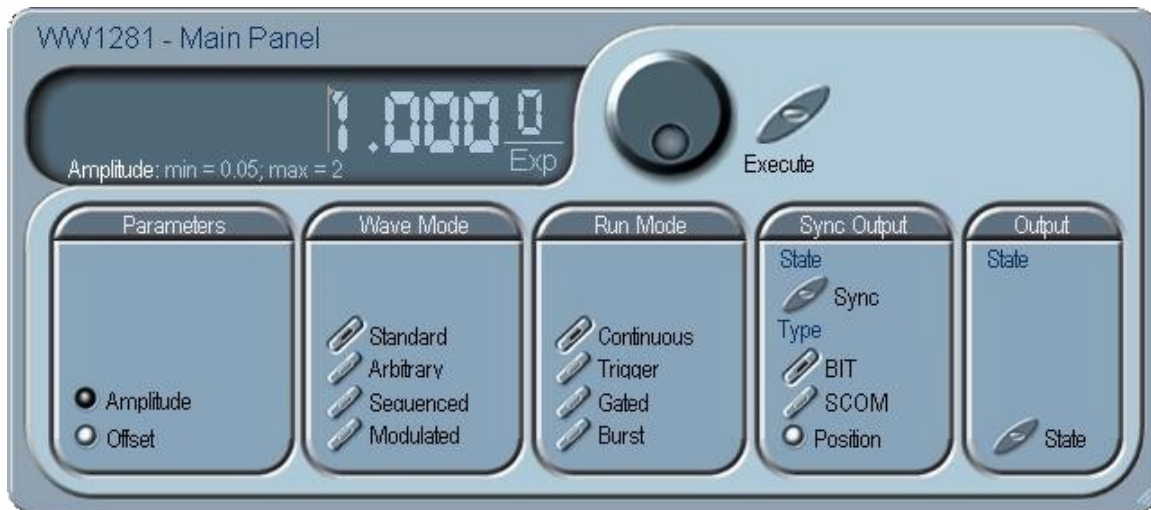 WW1281 - Main Panel
1.000 0
Exp
Amplitude: min = 0.05; max = 2
Execute
Parameters
Amplitude
Offset
Wave Mode
Standard
Arbitrary
Sequenced
Modulated
Run Mode
Continuous
Trigger
Gated
Burst
Sync Output
State
Sync
Type
BIT
SCOM
Position
Output
State
State